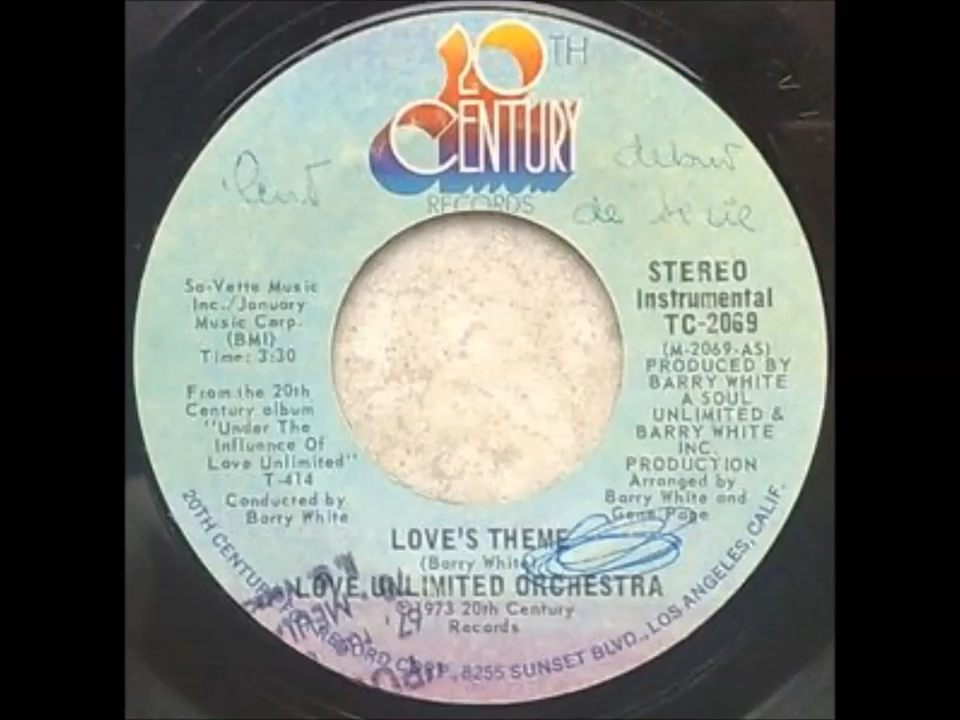 20TH
CENTURY
RECORDS
debut
de
STEREO
Instrumental
TC-2069
(M-2069-AS)
PRODUCED BY
BARRY WHITE
A SOUL
UNLIMITED &
BARRY WHITE
INC.
PRODUCTION
Arranged by
Barry White and
Gene Page
Sa-Vette Music
Inc./January
Music Corp.
(BMI)
Time: 3:30
From the 20th
Century album
"Under The
Influence Of
Love Unlimited"
T-414
Conducted by
Barry White
LOVE'S THEME
(Barry White)
LOVE UNLIMITED ORCHESTRA
©1973 20th Century
Records
20TH CENTURY RECORD CORP., 8255 SUNSET BLVD., LOS ANGELES, CALIF.